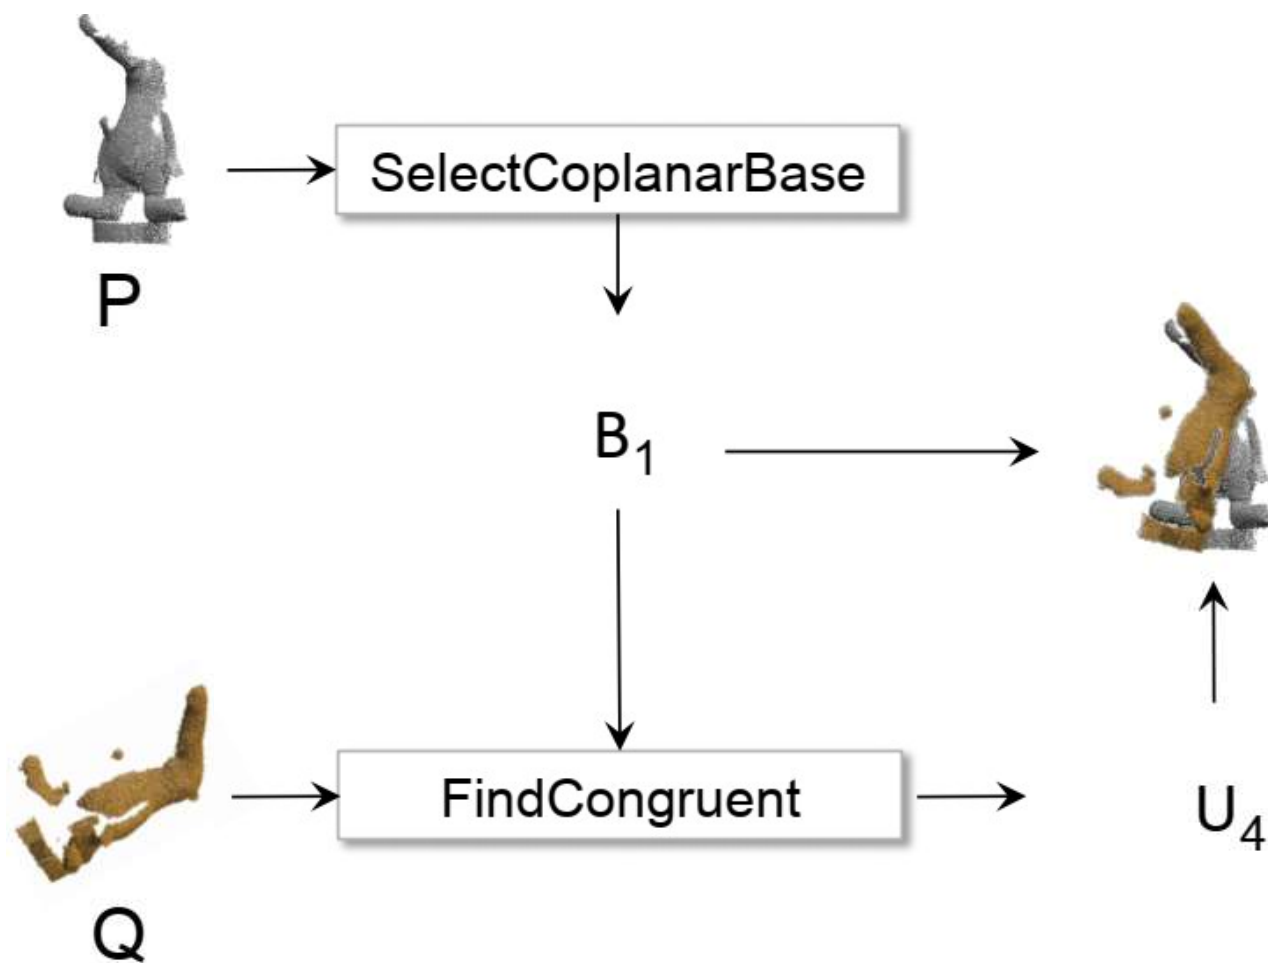 SelectCoplanarBase
P
B₁
FindCongruent
U₄
Q